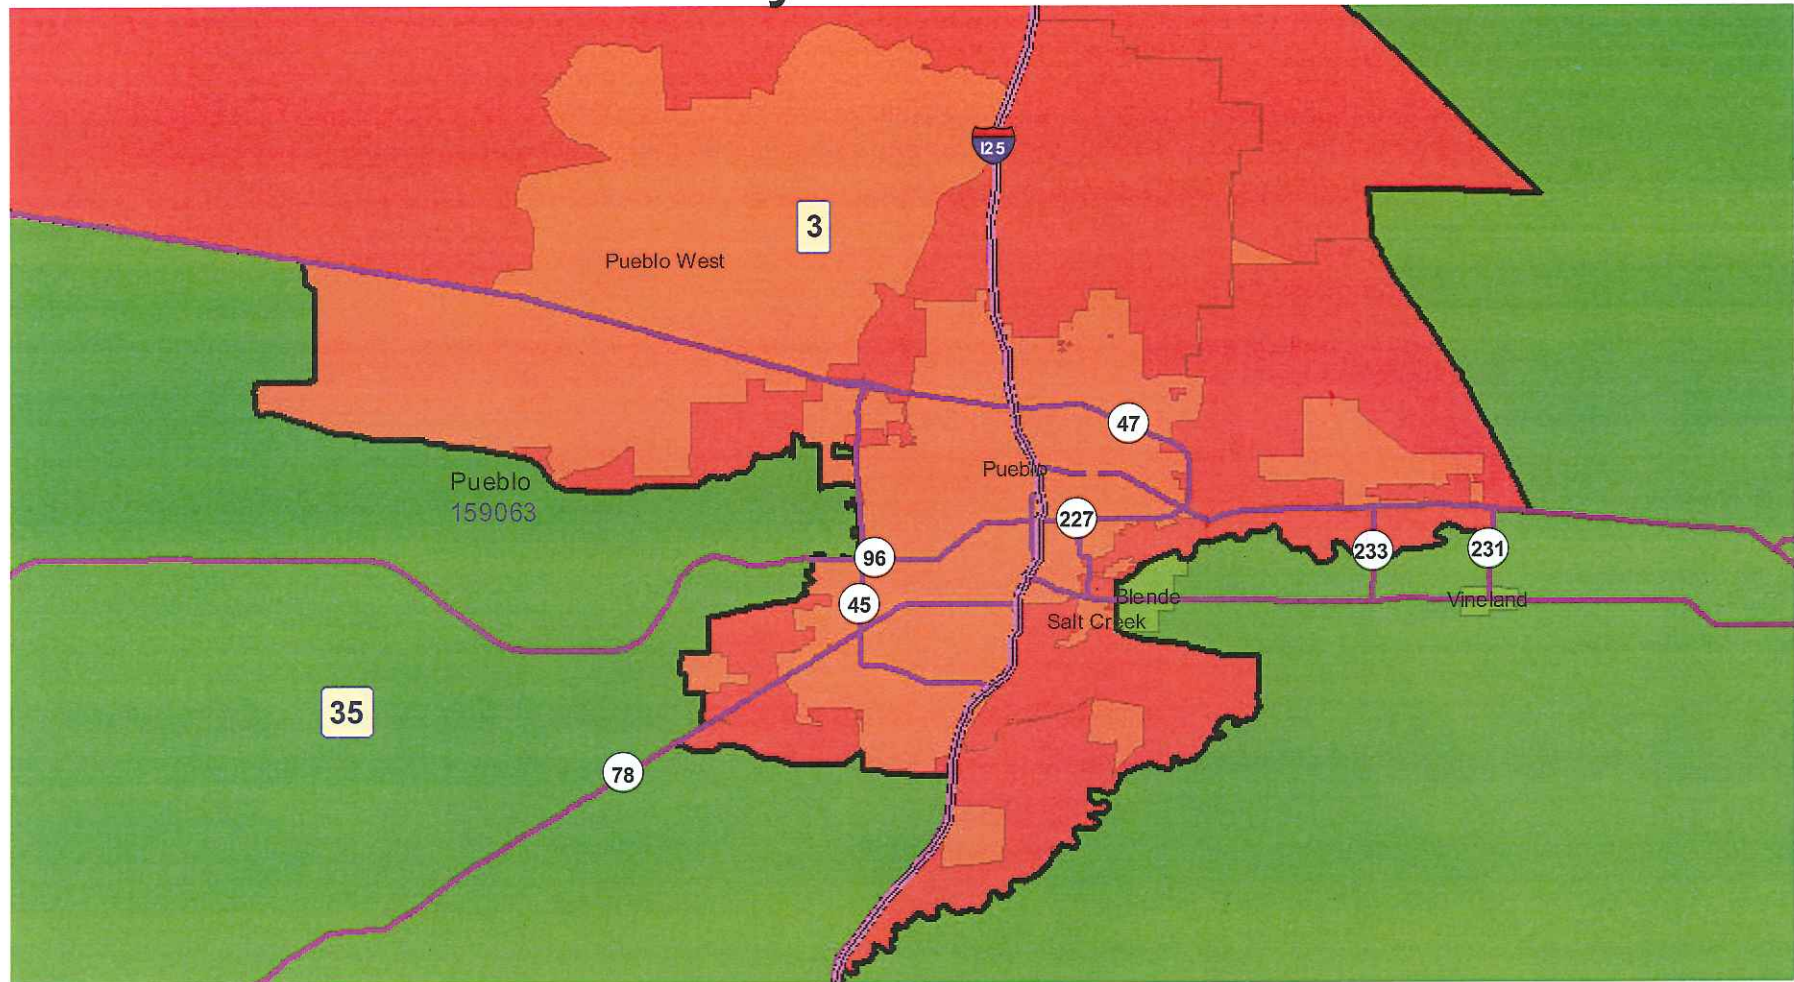 I25
3
Pueblo West
47
Pueblo
Pueblo
159063
227
96
233
231
45
Blende
Vineland
Salt Creek
35
78